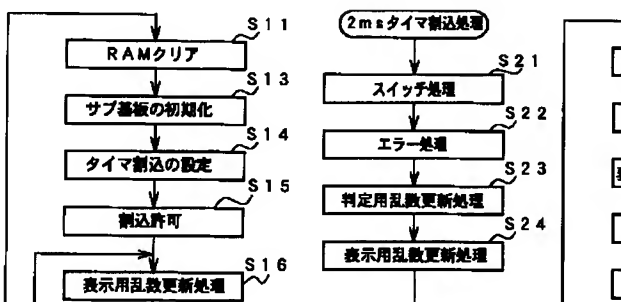 S11
RAMクリア
S13
サブ基板の初期化
S14
タイマ割込の設定
S15
割込許可
S16
表示用乱数更新処理
2msタイマ割込処理
S21
スイッチ処理
S22
エラー処理
S23
判定用乱数更新処理
S24
表示用乱数更新処理